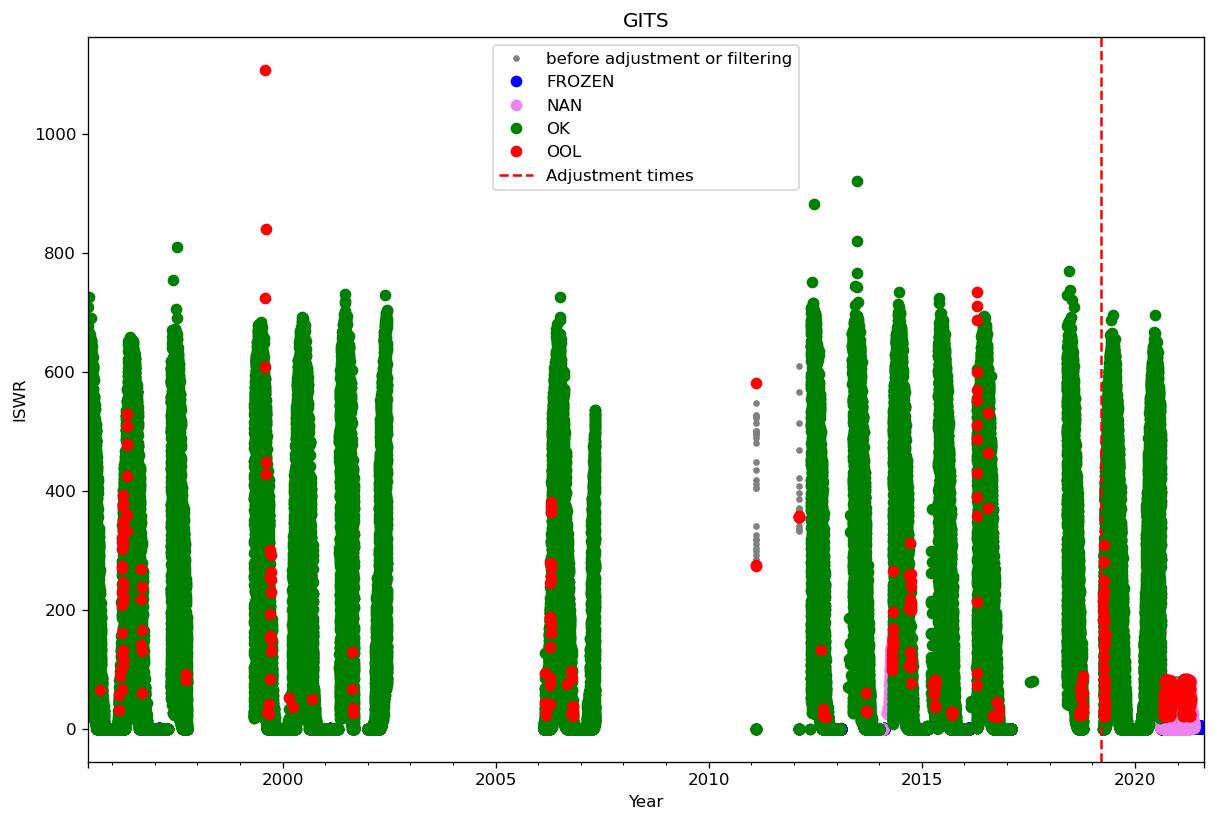 GITS
before adjustment or filtering
FROZEN
NAN
OK
OOL
Adjustment times
ISWR
1000
800
600
400
200
0
2000 2005 2010 2015 2020
Year